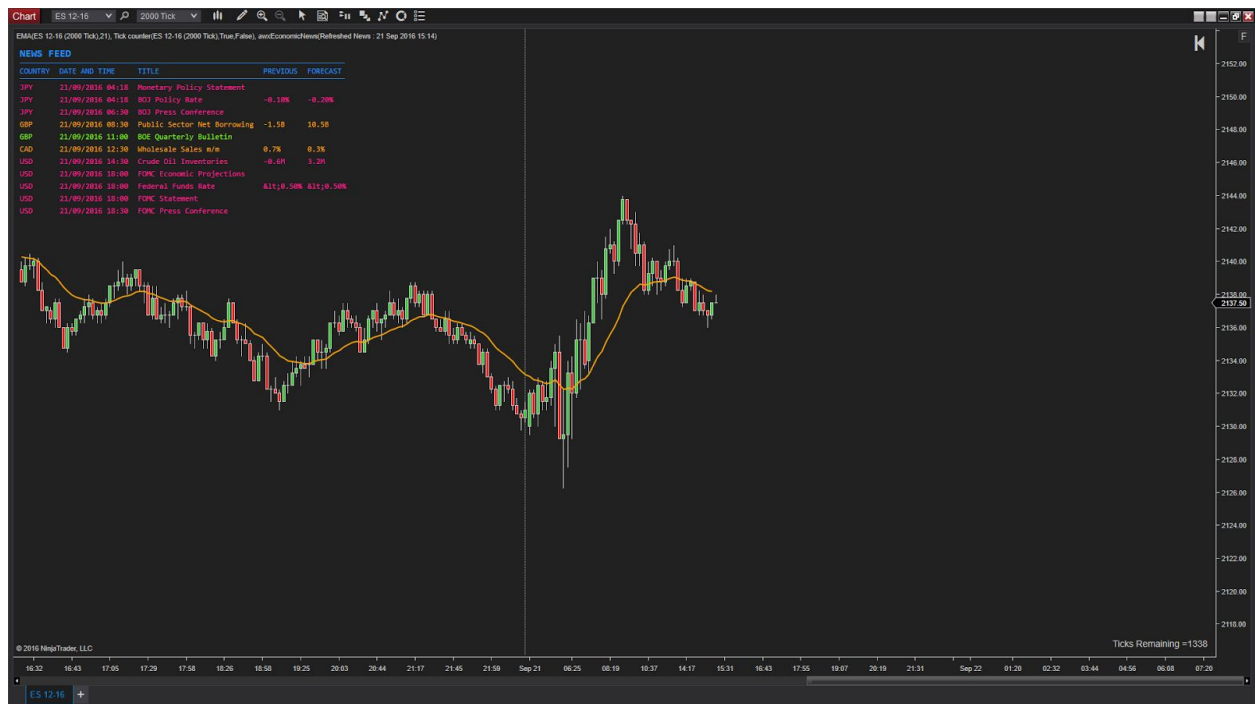 Chart ES 12-16 2000 Tick
EMA(ES 12-16 (2000 Tick),21), Tick counter(ES 12-16 (2000 Tick),True,False), awxEconomicNews(Refreshed News : 21 Sep 2016 15:14)
F
NEWS FEED
COUNTRY DATE AND TIME TITLE PREVIOUS FORECAST
JPY 21/09/2016 04:18 Monetary Policy Statement
JPY 21/09/2016 04:18 BOJ Policy Rate -0.10% -0.20%
JPY 21/09/2016 06:30 BOJ Press Conference
GBP 21/09/2016 08:30 Public Sector Net Borrowing -1.5B 10.5B
GBP 21/09/2016 11:00 BOE Quarterly Bulletin
CAD 21/09/2016 12:30 Wholesale Sales m/m 0.7% 0.3%
USD 21/09/2016 14:30 Crude Oil Inventories -0.6M 3.2M
USD 21/09/2016 18:00 FOMC Economic Projections
USD 21/09/2016 18:00 Federal Funds Rate &lt;0.50% &lt;0.50%
USD 21/09/2016 18:00 FOMC Statement
USD 21/09/2016 18:30 FOMC Press Conference
2152.00
2150.00
2148.00
2146.00
2144.00
2142.00
2140.00
2138.00
2137.50
2136.00
2134.00
2132.00
2130.00
2128.00
2126.00
2124.00
2122.00
2120.00
2118.00
Ticks Remaining =1338
© 2016 NinjaTrader, LLC
16:32 16:43 17:05 17:29 17:58 18:26 18:58 19:25 20:03 20:44 21:17 21:45 21:59 Sep 21 06:25 08:19 10:37 14:17 15:31 16:43 17:55 19:07 20:19 21:31 Sep 22 01:20 02:32 03:44 04:56 06:08 07:20
ES 12-16 +